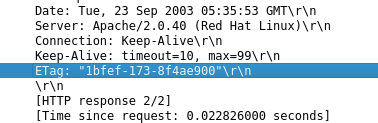 Date: Tue, 23 Sep 2003 05:35:53 GMT\r\n
Server: Apache/2.0.40 (Red Hat Linux)\r\n
Connection: Keep-Alive\r\n
Keep-Alive: timeout=10, max=99\r\n
ETag: "1bfef-173-8f4ae900"\r\n
\r\n
[HTTP response 2/2]
[Time since request: 0.022826000 seconds]